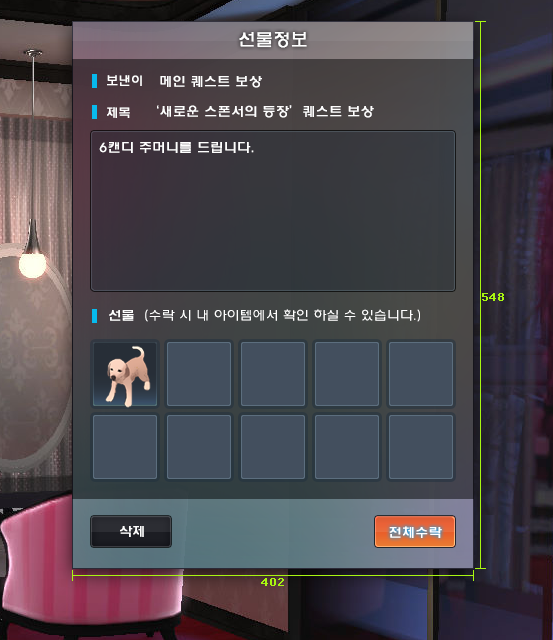 선물정보
보낸이 메인 퀘스트 보상
제목 '새로운 스폰서의 등장' 퀘스트 보상
6캔디 주머니를 드립니다.
선물 (수락 시 내 아이템에서 확인 하실 수 있습니다.)
548
삭제 전체수락
402